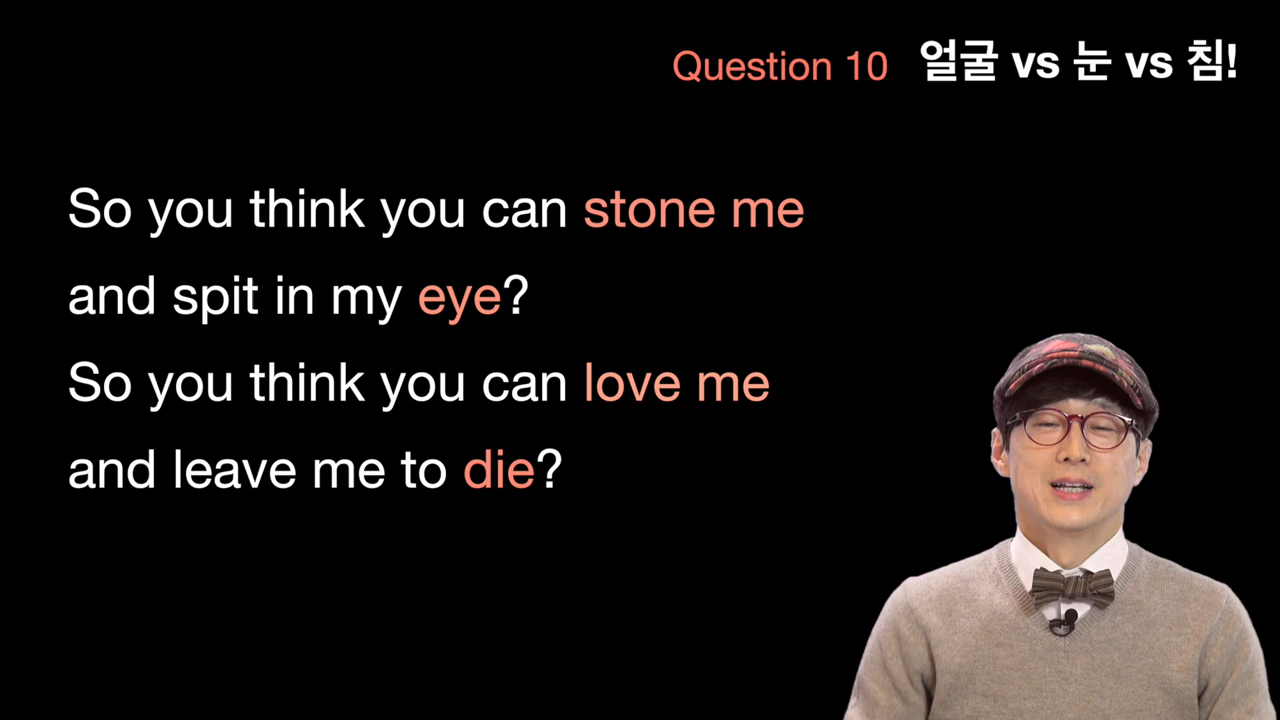 Question 10 얼굴 vs 눈 vs 침!
So you think you can stone me
and spit in my eye?
So you think you can love me
and leave me to die?